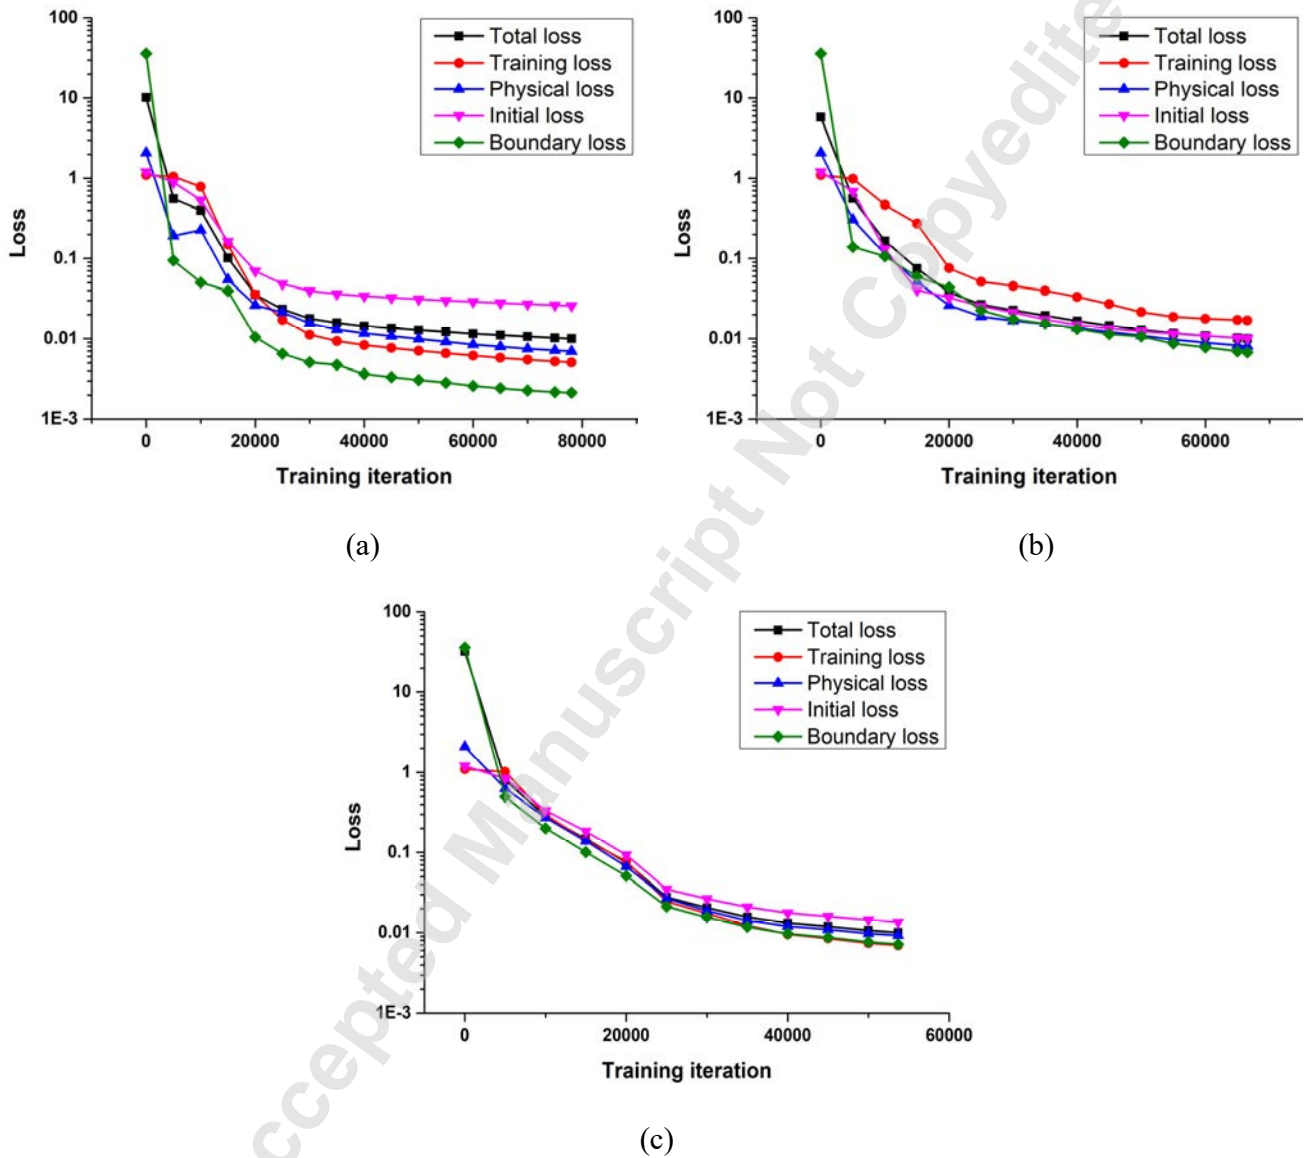 100
10
1
0.1
0.01
1E-3
Loss
0
20000
40000
60000
80000
Training iteration
Total loss
Training loss
Physical loss
Initial loss
Boundary loss
(a)
100
10
1
0.1
0.01
1E-3
Loss
0
20000
40000
60000
Training iteration
Total loss
Training loss
Physical loss
Initial loss
Boundary loss
(b)
100
10
1
0.1
0.01
1E-3
Loss
0
20000
40000
60000
Training iteration
Total loss
Training loss
Physical loss
Initial loss
Boundary loss
(c)
ccepted Manuscript Not Copyedite